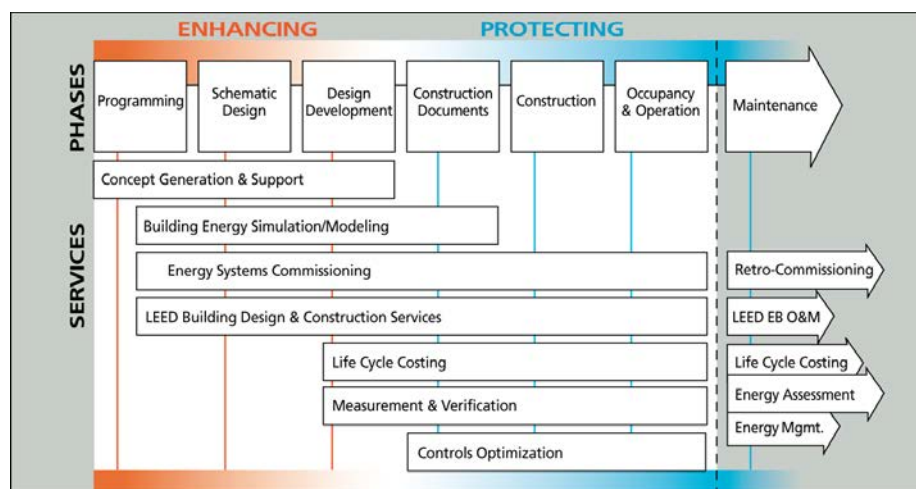 ENHANCING
PROTECTING
PHASES
Programming
Schematic
Design
Design
Development
Construction
Documents
Construction
Occupancy
& Operation
Maintenance
SERVICES
Concept Generation & Support
Building Energy Simulation/Modeling
Energy Systems Commissioning
Retro-Commissioning
LEED Building Design & Construction Services
LEED EB O&M
Life Cycle Costing
Life Cycle Costing
Measurement & Verification
Energy Assessment
Energy Mgmt.
Controls Optimization